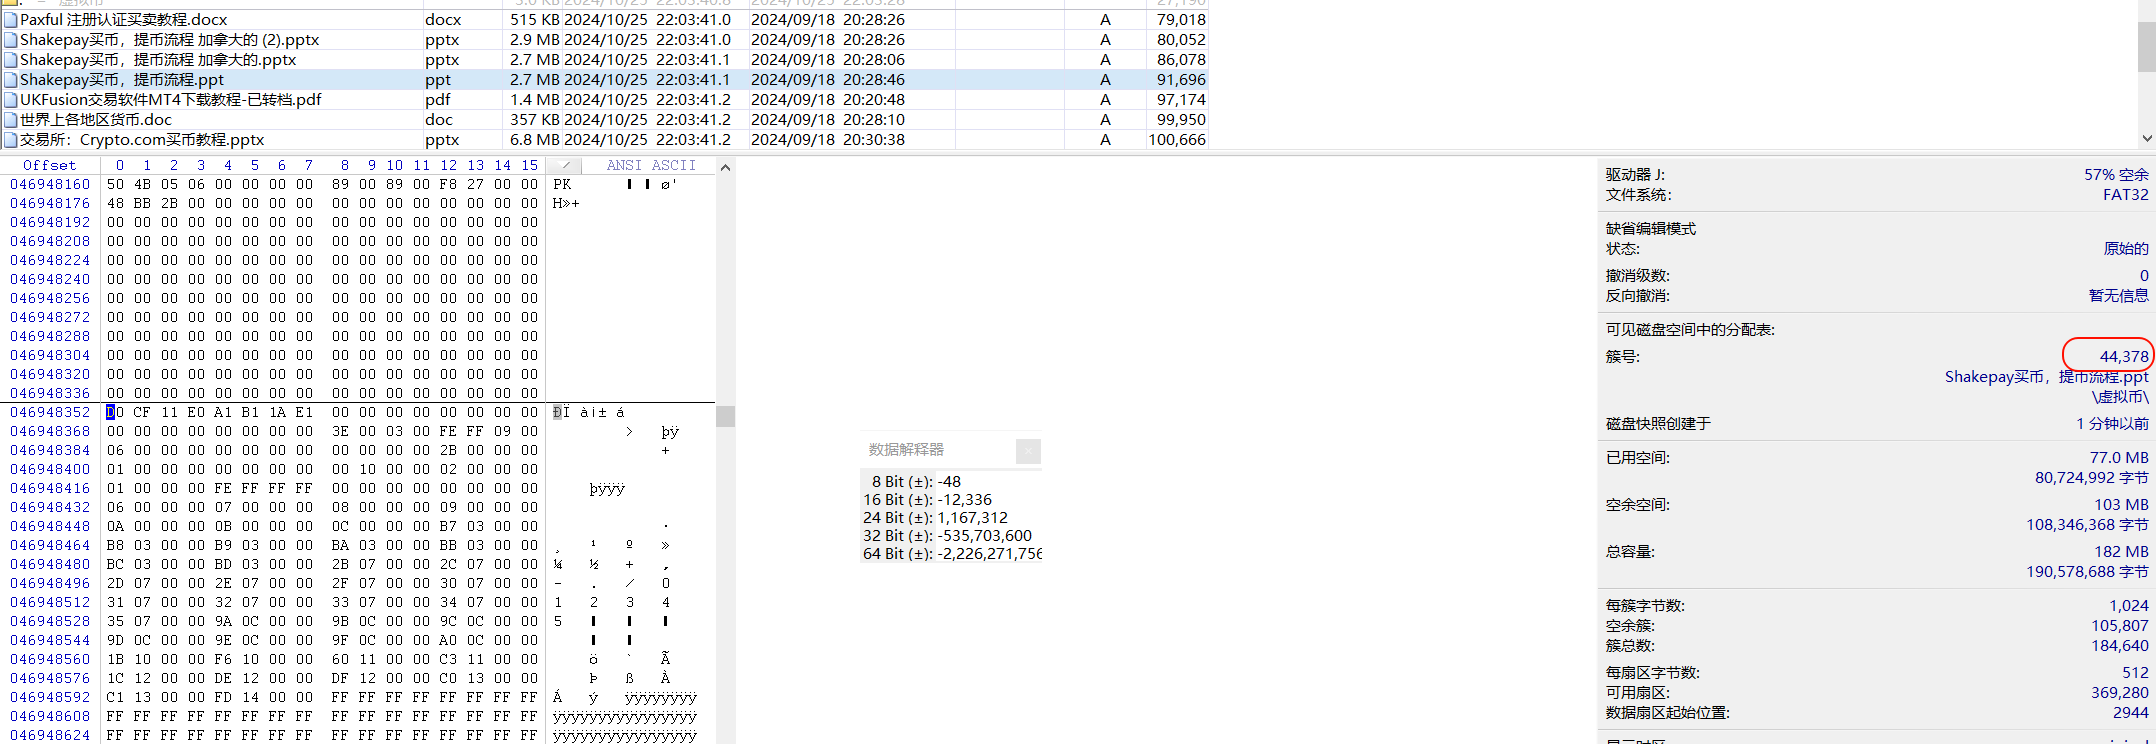 虚拟币 3.0 KB 2024/10/25 22:03:40.8 2024/09/18 22:03:28 27,190
Paxful 注册认证买卖教程.docx docx 515 KB 2024/10/25 22:03:41.0 2024/09/18 20:28:26 A 79,018
Shakepay买币，提币流程 加拿大的 (2).pptx pptx 2.9 MB 2024/10/25 22:03:41.0 2024/09/18 20:28:26 A 80,052
Shakepay买币，提币流程 加拿大的.pptx pptx 2.7 MB 2024/10/25 22:03:41.1 2024/09/18 20:28:06 A 86,078
Shakepay买币，提币流程.ppt ppt 2.7 MB 2024/10/25 22:03:41.1 2024/09/18 20:28:46 A 91,696
UKFusion交易软件MT4下载教程-已转档.pdf pdf 1.4 MB 2024/10/25 22:03:41.2 2024/09/18 20:20:48 A 97,174
世界上各地区货币.doc doc 357 KB 2024/10/25 22:03:41.2 2024/09/18 20:28:10 A 99,950
交易所：Crypto.com买币教程.pptx pptx 6.8 MB 2024/10/25 22:03:41.2 2024/09/18 20:30:38 A 100,666
Offset 0 1 2 3 4 5 6 7 8 9 10 11 12 13 14 15 ANSI ASCII
046948160 50 4B 05 06 00 00 00 00 89 00 89 00 F8 27 00 00 PK ø'
046948176 48 BB 2B 00 00 00 00 00 00 00 00 00 00 00 00 00 H»+
046948192 00 00 00 00 00 00 00 00 00 00 00 00 00 00 00 00
046948208 00 00 00 00 00 00 00 00 00 00 00 00 00 00 00 00
046948224 00 00 00 00 00 00 00 00 00 00 00 00 00 00 00 00
046948240 00 00 00 00 00 00 00 00 00 00 00 00 00 00 00 00
046948256 00 00 00 00 00 00 00 00 00 00 00 00 00 00 00 00
046948272 00 00 00 00 00 00 00 00 00 00 00 00 00 00 00 00
046948288 00 00 00 00 00 00 00 00 00 00 00 00 00 00 00 00
046948304 00 00 00 00 00 00 00 00 00 00 00 00 00 00 00 00
046948320 00 00 00 00 00 00 00 00 00 00 00 00 00 00 00 00
046948336 00 00 00 00 00 00 00 00 00 00 00 00 00 00 00 00
046948352 D0 CF 11 E0 A1 B1 1A E1 00 00 00 00 00 00 00 00 ÐÏ à¡± á
046948368 00 00 00 00 00 00 00 00 3E 00 03 00 FE FF 09 00 > þÿ
046948384 06 00 00 00 00 00 00 00 00 00 00 00 2B 00 00 00 +
046948400 01 00 00 00 00 00 00 00 00 10 00 00 02 00 00 00
046948416 01 00 00 00 FE FF FF FF 00 00 00 00 00 00 00 00 þÿÿÿ
046948432 06 00 00 00 07 00 00 00 08 00 00 00 09 00 00 00
046948448 0A 00 00 00 0B 00 00 00 0C 00 00 00 B7 03 00 00 ·
046948464 B8 03 00 00 B9 03 00 00 BA 03 00 00 BB 03 00 00 ¸ ¹ º »
046948480 BC 03 00 00 BD 03 00 00 2B 07 00 00 2C 07 00 00 ¼ ½ + ,
046948496 2D 07 00 00 2E 07 00 00 2F 07 00 00 30 07 00 00 - . / 0
046948512 31 07 00 00 32 07 00 00 33 07 00 00 34 07 00 00 1 2 3 4
046948528 35 07 00 00 9A 0C 00 00 9B 0C 00 00 9C 0C 00 00 5
046948544 9D 0C 00 00 9E 0C 00 00 9F 0C 00 00 A0 0C 00 00
046948560 1B 10 00 00 F6 10 00 00 60 11 00 00 C3 11 00 00 ö ` Ã
046948576 1C 12 00 00 DE 12 00 00 DF 12 00 00 C0 13 00 00 Þ ß À
046948592 C1 13 00 00 FD 14 00 00 FF FF FF FF FF FF FF FF Á ý ÿÿÿÿÿÿÿÿ
046948608 FF FF FF FF FF FF FF FF FF FF FF FF FF FF FF FF ÿÿÿÿÿÿÿÿÿÿÿÿÿÿÿÿ
046948624 FF FF FF FF FF FF FF FF FF FF FF FF FF FF FF FF ÿÿÿÿÿÿÿÿÿÿÿÿÿÿÿÿ
数据解释器
8 Bit (±): -48
16 Bit (±): -12,336
24 Bit (±): 1,167,312
32 Bit (±): -535,703,600
64 Bit (±): -2,226,271,756
驱动器 J: 57% 空余
文件系统: FAT32
缺省编辑模式
状态: 原始的
撤消级数: 0
反向撤消: 暂无信息
可见磁盘空间中的分配表:
簇号: 44,378
Shakepay买币，提币流程.ppt
\虚拟币\
磁盘快照创建于 1 分钟以前
已用空间: 77.0 MB
80,724,992 字节
空余空间: 103 MB
108,346,368 字节
总容量: 182 MB
190,578,688 字节
每簇字节数: 1,024
空余簇: 105,807
簇总数: 184,640
每扇区字节数: 512
可用扇区: 369,280
数据扇区起始位置: 2944